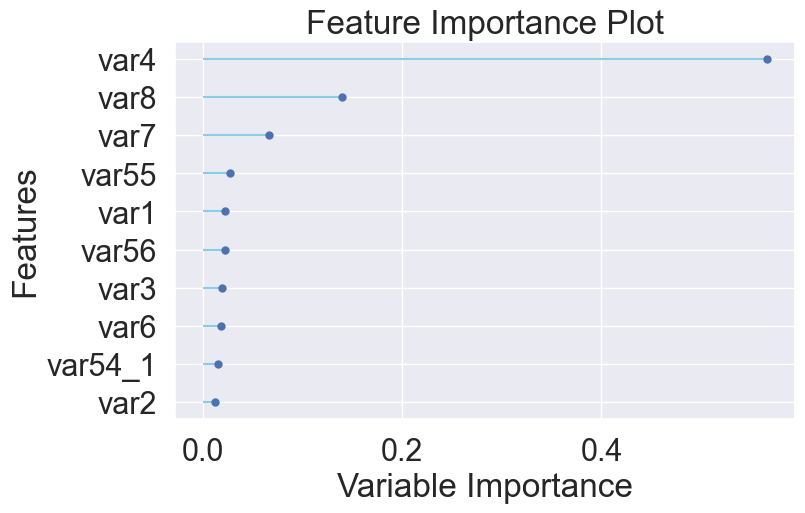 Feature Importance Plot
var4
var8
var7
var55
var1
var56
var3
var6
var54_1
var2
Features
0.0 0.2 0.4
Variable Importance